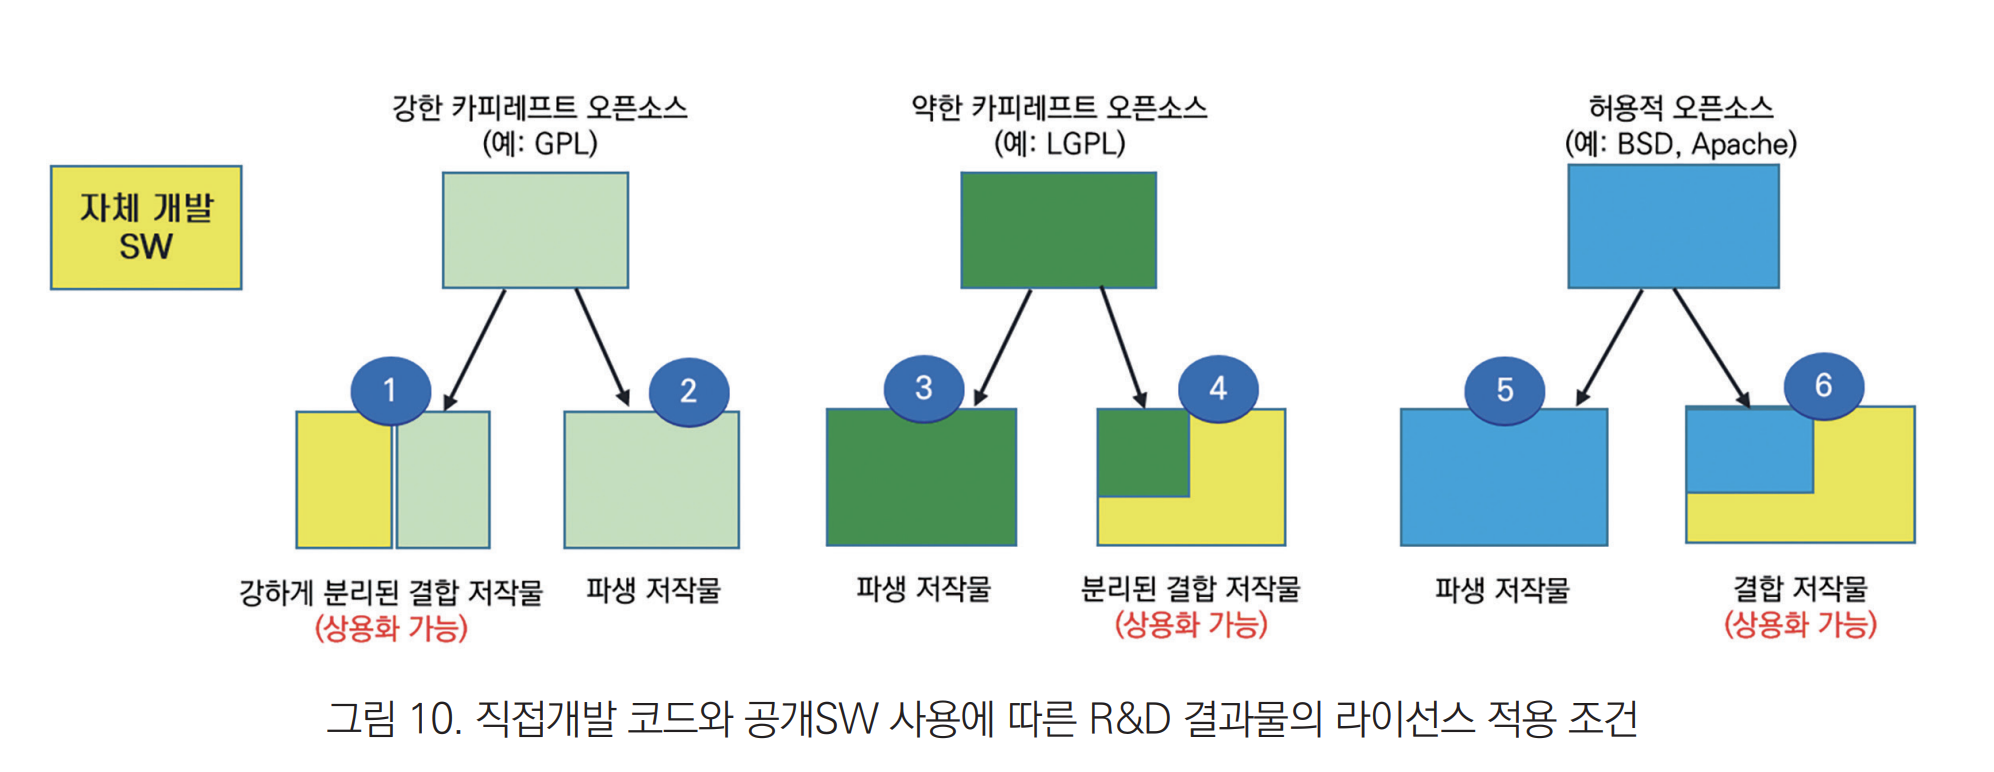 자체 개발
SW
강한 카피레프트 오픈소스
(예: GPL)
약한 카피레프트 오픈소스
(예: LGPL)
허용적 오픈소스
(예: BSD, Apache)
1
2
3
4
5
6
강하게 분리된 결합 저작물
(상용화 가능)
파생 저작물
파생 저작물
분리된 결합 저작물
(상용화 가능)
파생 저작물
결합 저작물
(상용화 가능)
그림 10. 직접개발 코드와 공개SW 사용에 따른 R&D 결과물의 라이선스 적용 조건